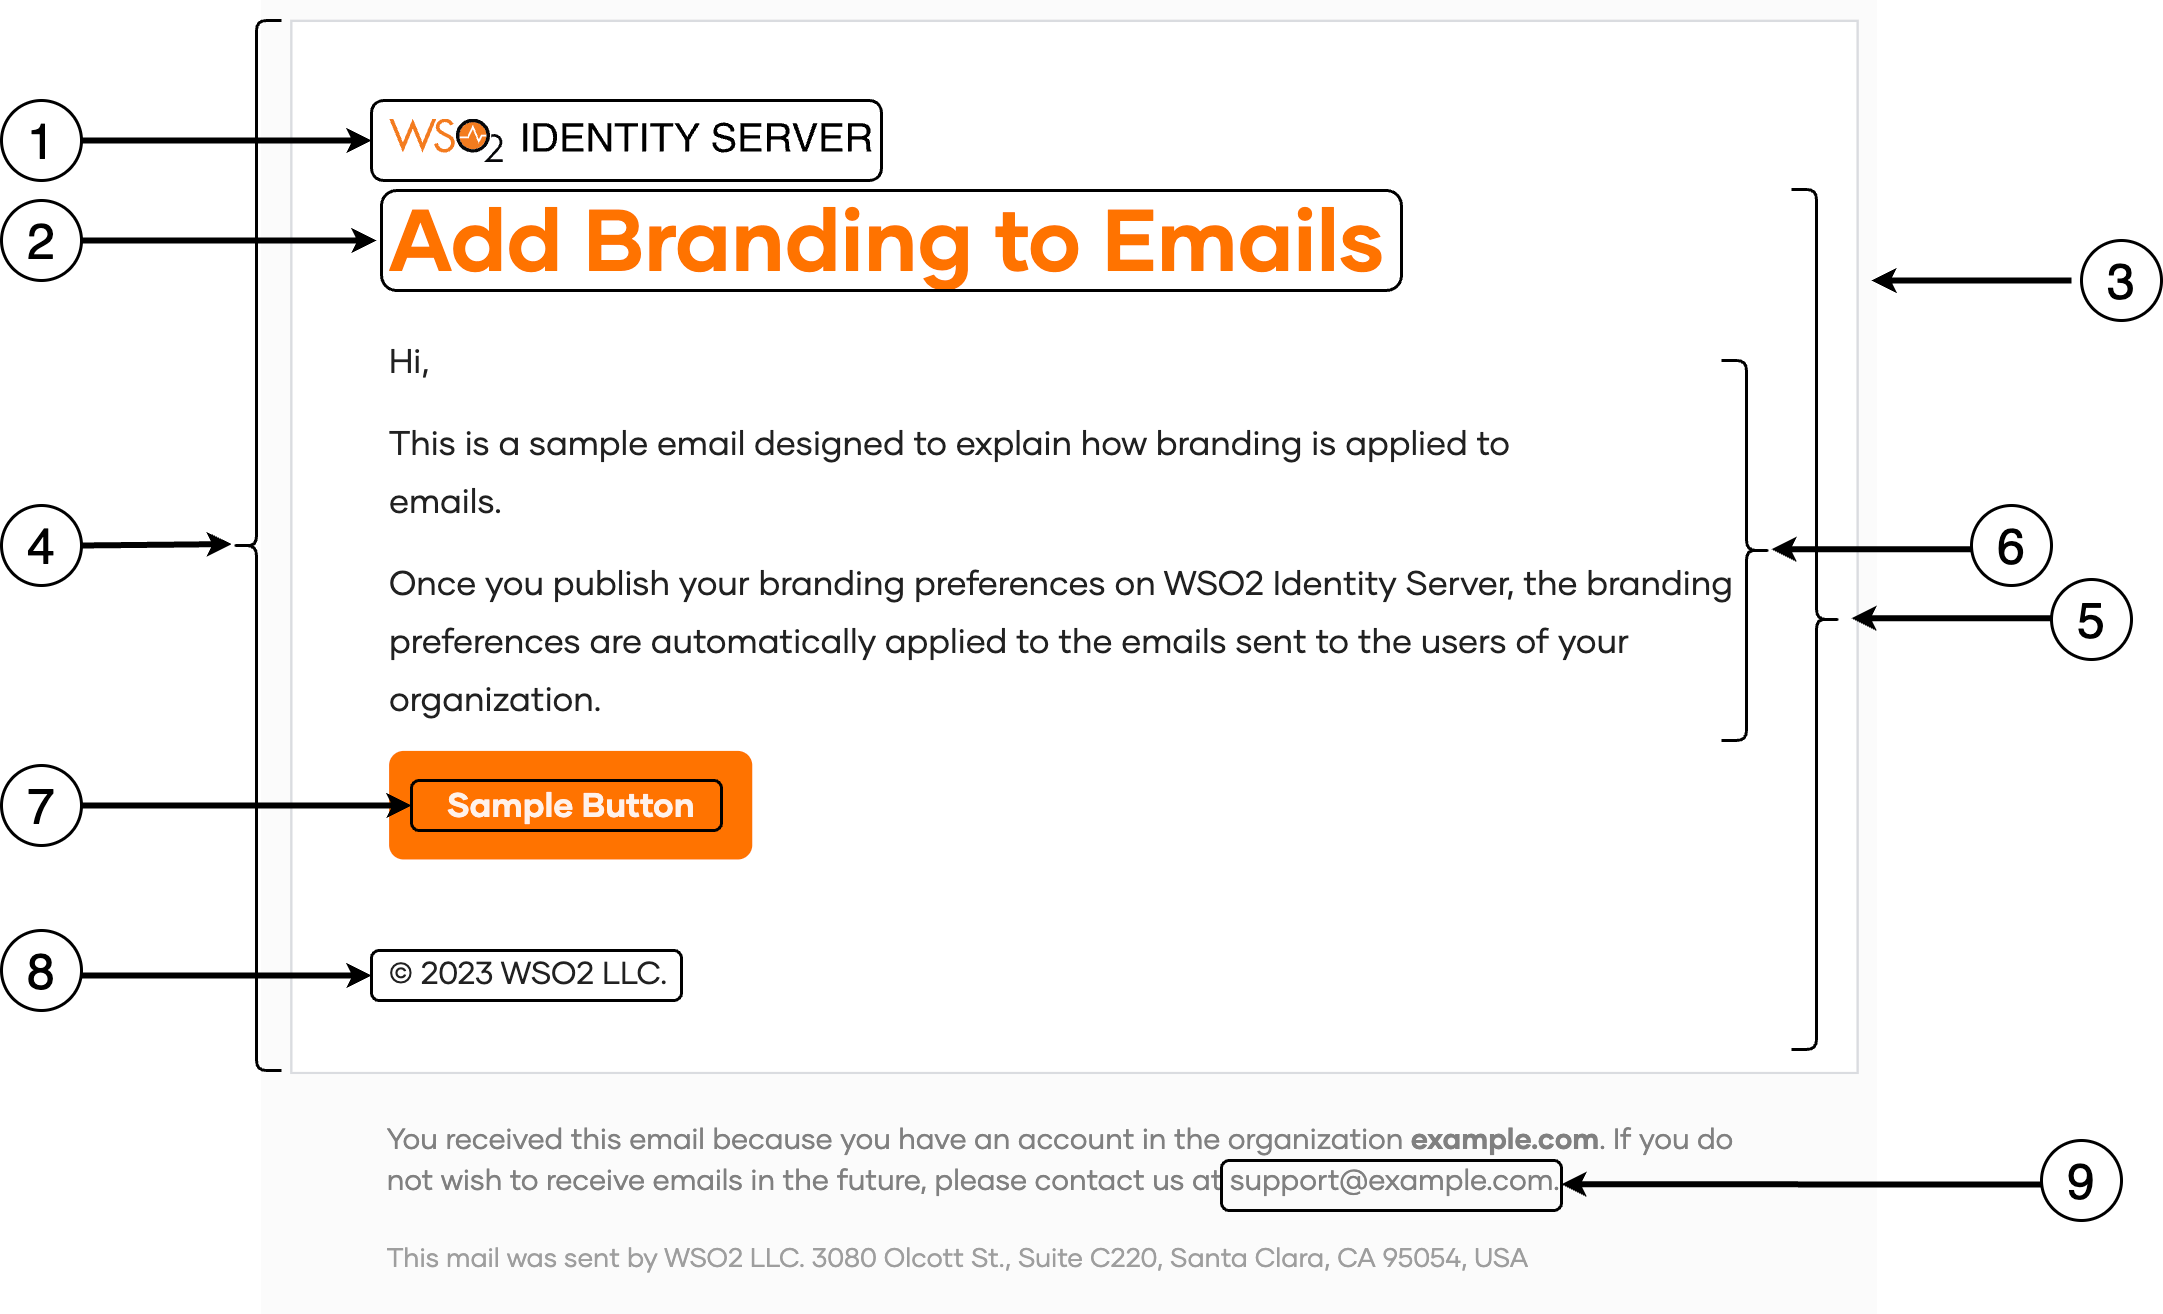 1
WSO2 IDENTITY SERVER
2
Add Branding to Emails
3
Hi,
This is a sample email designed to explain how branding is applied to
emails.
4
6
Once you publish your branding preferences on WSO2 Identity Server, the branding
5
preferences are automatically applied to the emails sent to the users of your
organization.
7
Sample Button
8
© 2023 WSO2 LLC.
You received this email because you have an account in the organization example.com. If you do
not wish to receive emails in the future, please contact us at support@example.com.
9
This mail was sent by WSO2 LLC. 3080 Olcott St., Suite C220, Santa Clara, CA 95054, USA